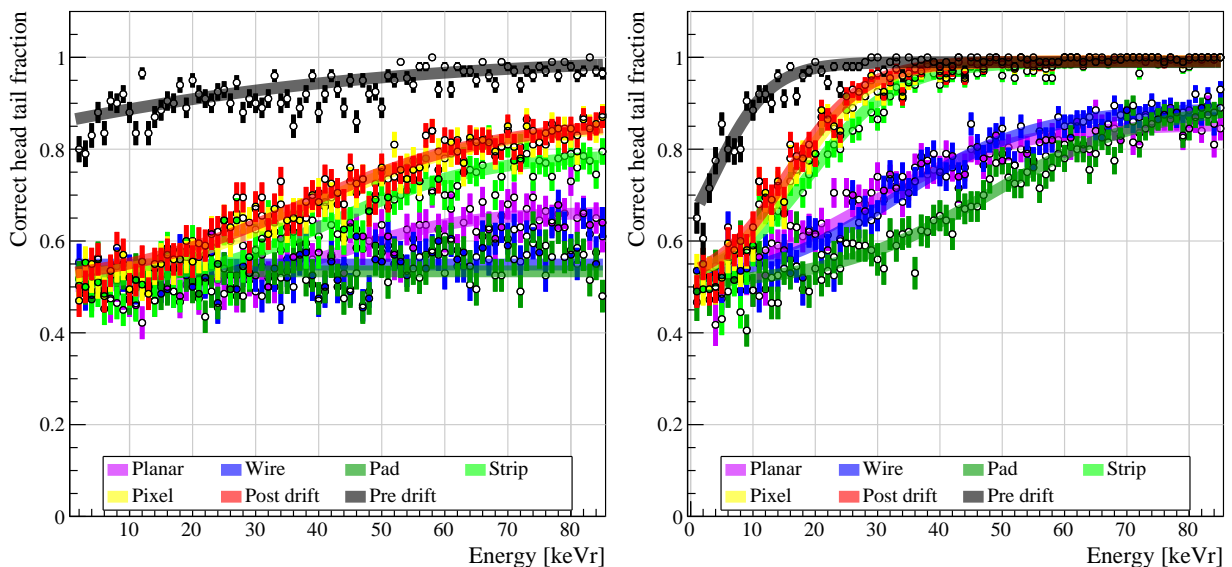 Correct head tail fraction
1
0.8
0.6
0.4
0.2
0
Planar Wire Pad Strip
Pixel Post drift Pre drift
10 20 30 40 50 60 70 80
Energy [keVr]
Correct head tail fraction
1
0.8
0.6
0.4
0.2
0
Planar Wire Pad Strip
Pixel Post drift Pre drift
0 10 20 30 40 50 60 70 80
Energy [keVr]